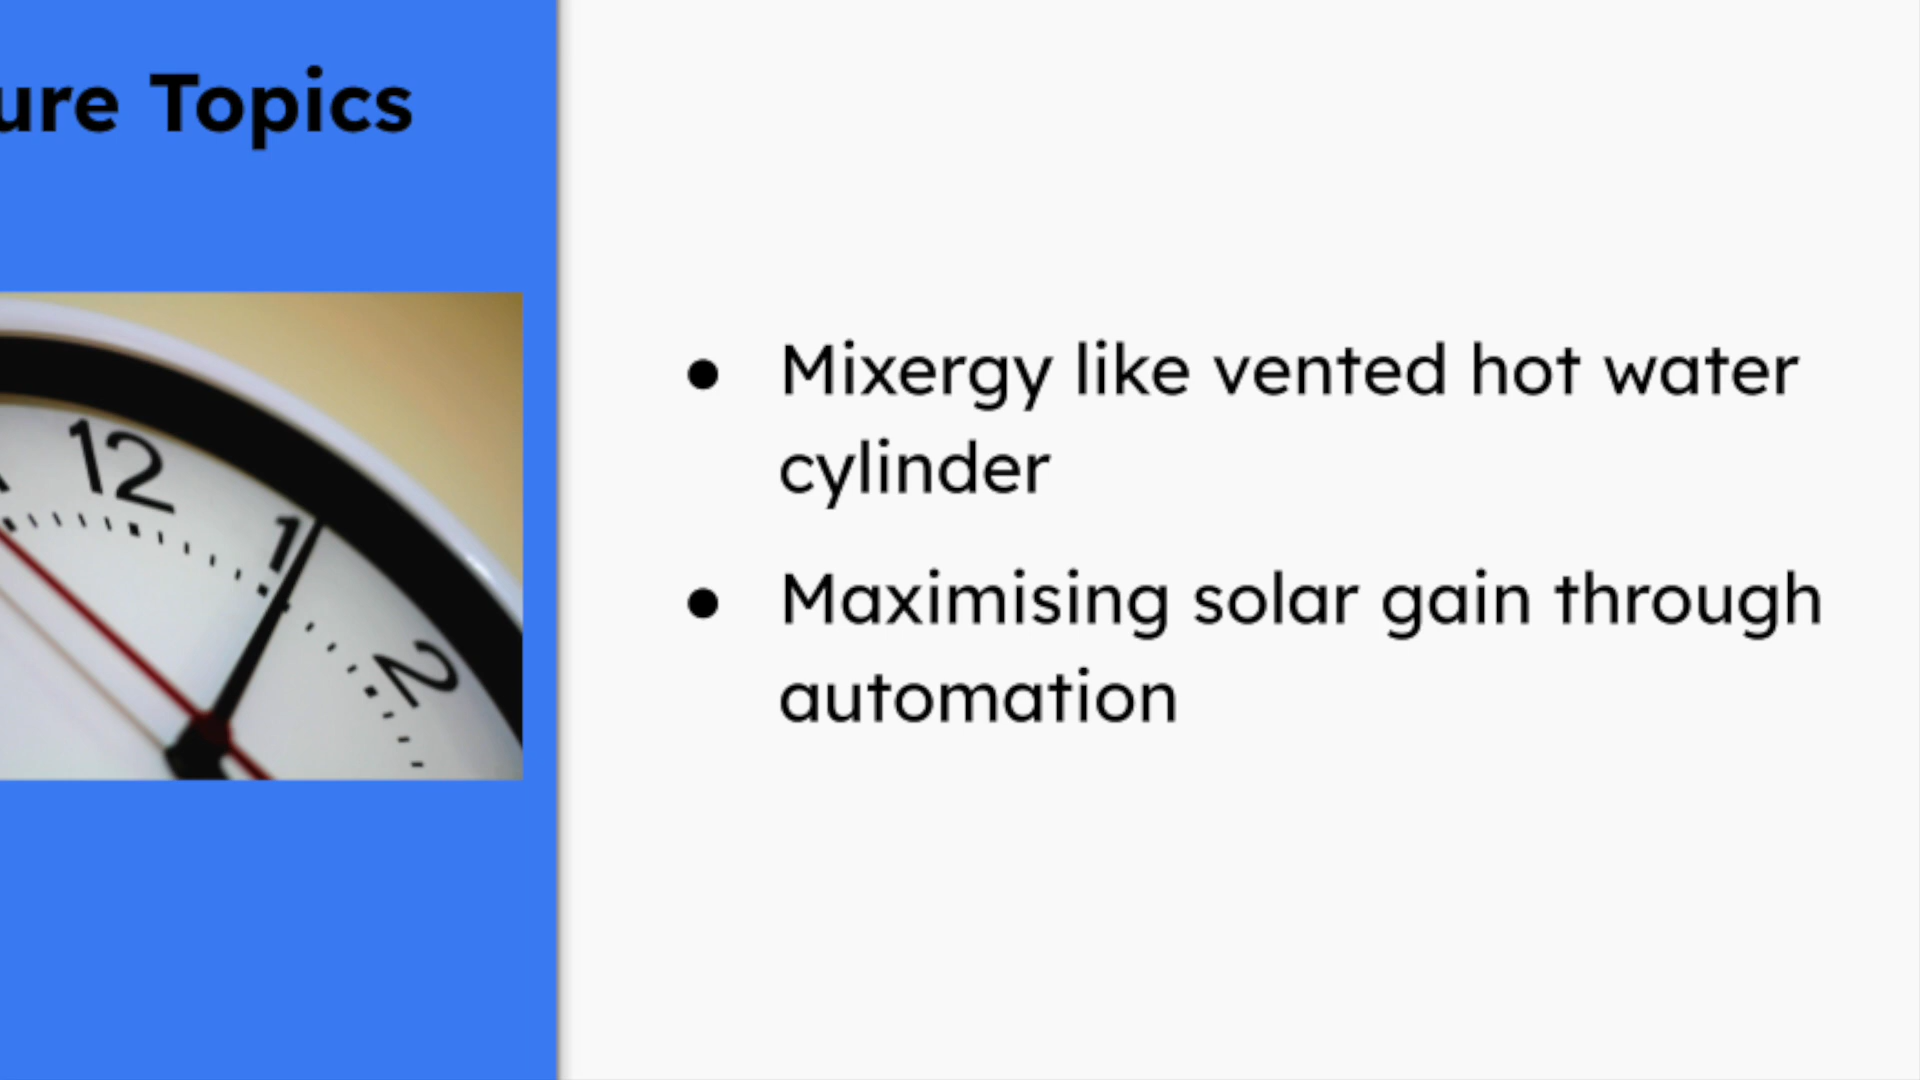 ure Topics
12
1
2
● Mixergy like vented hot water
cylinder
● Maximising solar gain through
automation